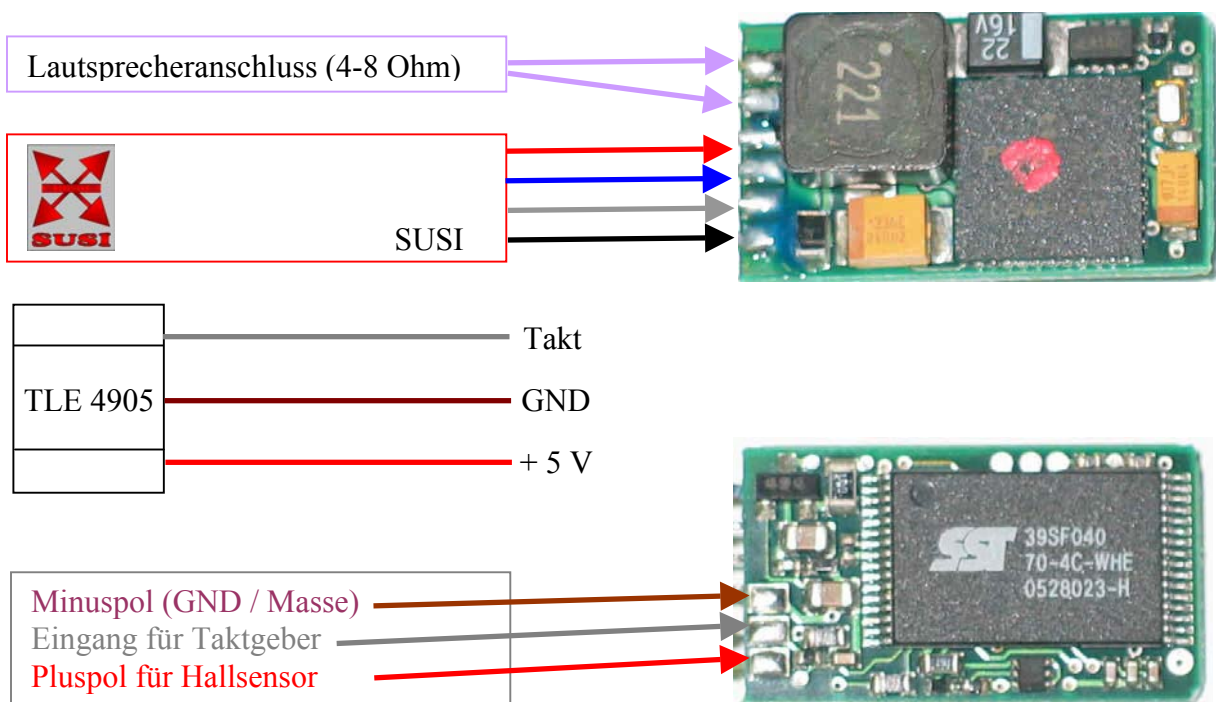 Lautsprecheranschluss (4-8 Ohm)
221
22
16v
SUSI
SUSI
Takt
TLE 4905
GND
+ 5 V
SST
39SF040
70-4C-WHE
0528023-H
Minuspol (GND / Masse)
Eingang für Taktgeber
Pluspol für Hallsensor